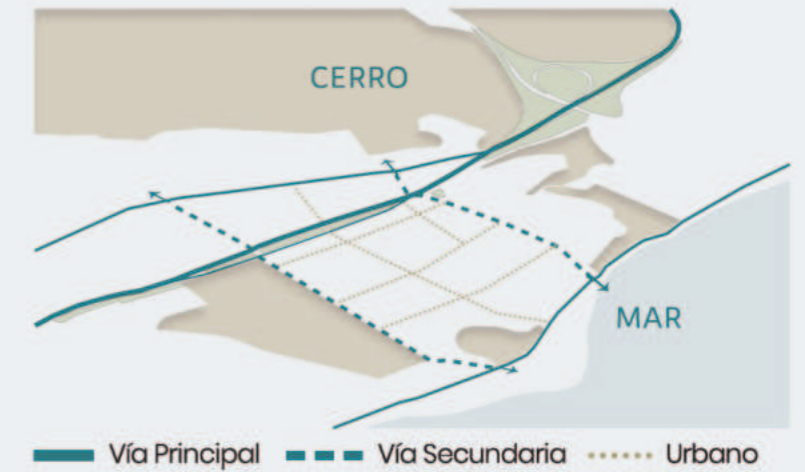 CERRO
MAR
Vía Principal
Vía Secundaria
Urbano